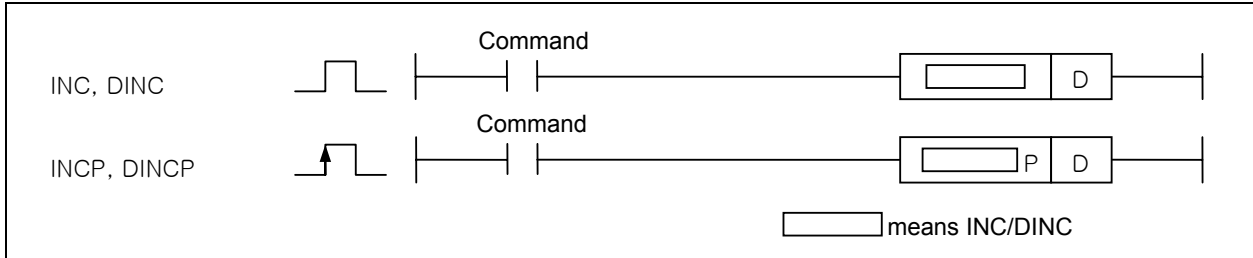 Command
INC, DINC D
Command
INCP, DINCP P D
means INC/DINC